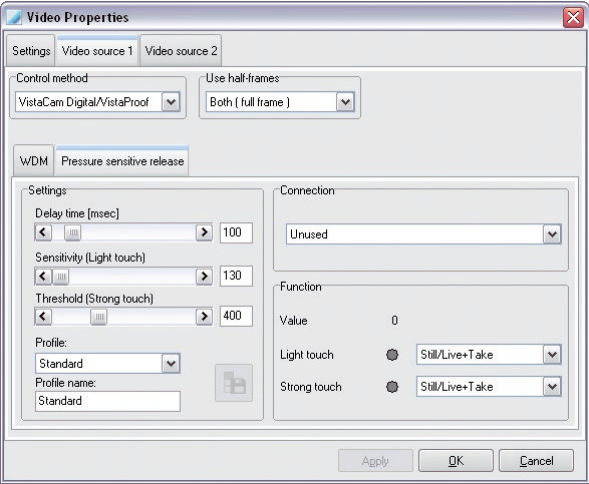 Video Properties
Settings Video source 1 Video source 2
Control method
VistaCam Digital/VistaProof
Use half-frames
Both ( full frame )
WDM Pressure sensitive release
Settings
Delay time [msec]
100
Sensitivity (Light touch)
130
Threshold (Strong touch)
400
Profile:
Standard
Profile name:
Standard
Connection
Unused
Function
Value 0
Light touch Still/Live+Take
Strong touch Still/Live+Take
Apply OK Cancel